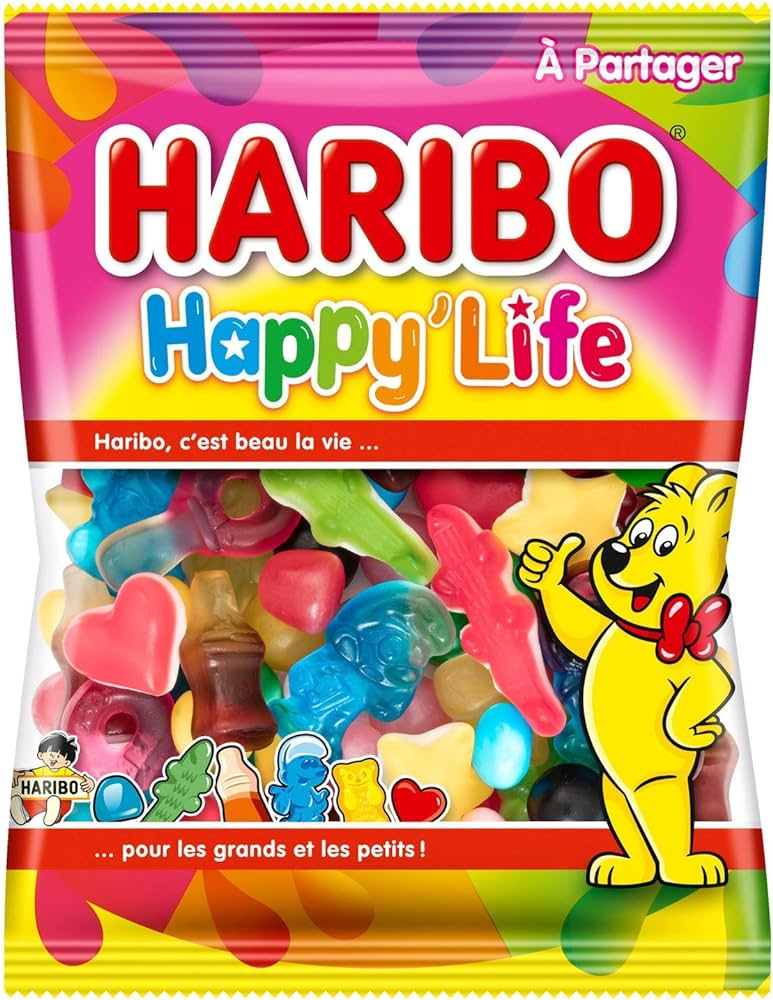 À Partager
HARIBO®
Happy'Life
Haribo, c'est beau la vie ...
HARIBO
... pour les grands et les petits !